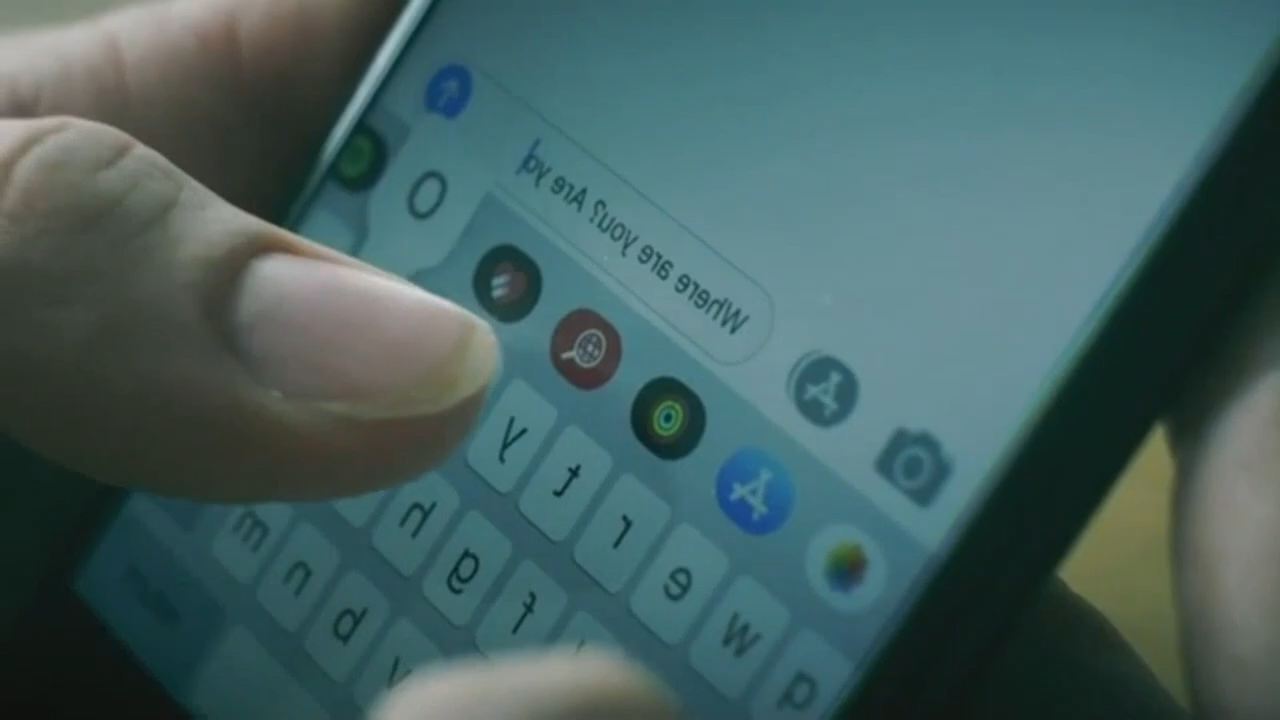 Where are you? Are yo
O
q w e r t y
f g h
v b n m